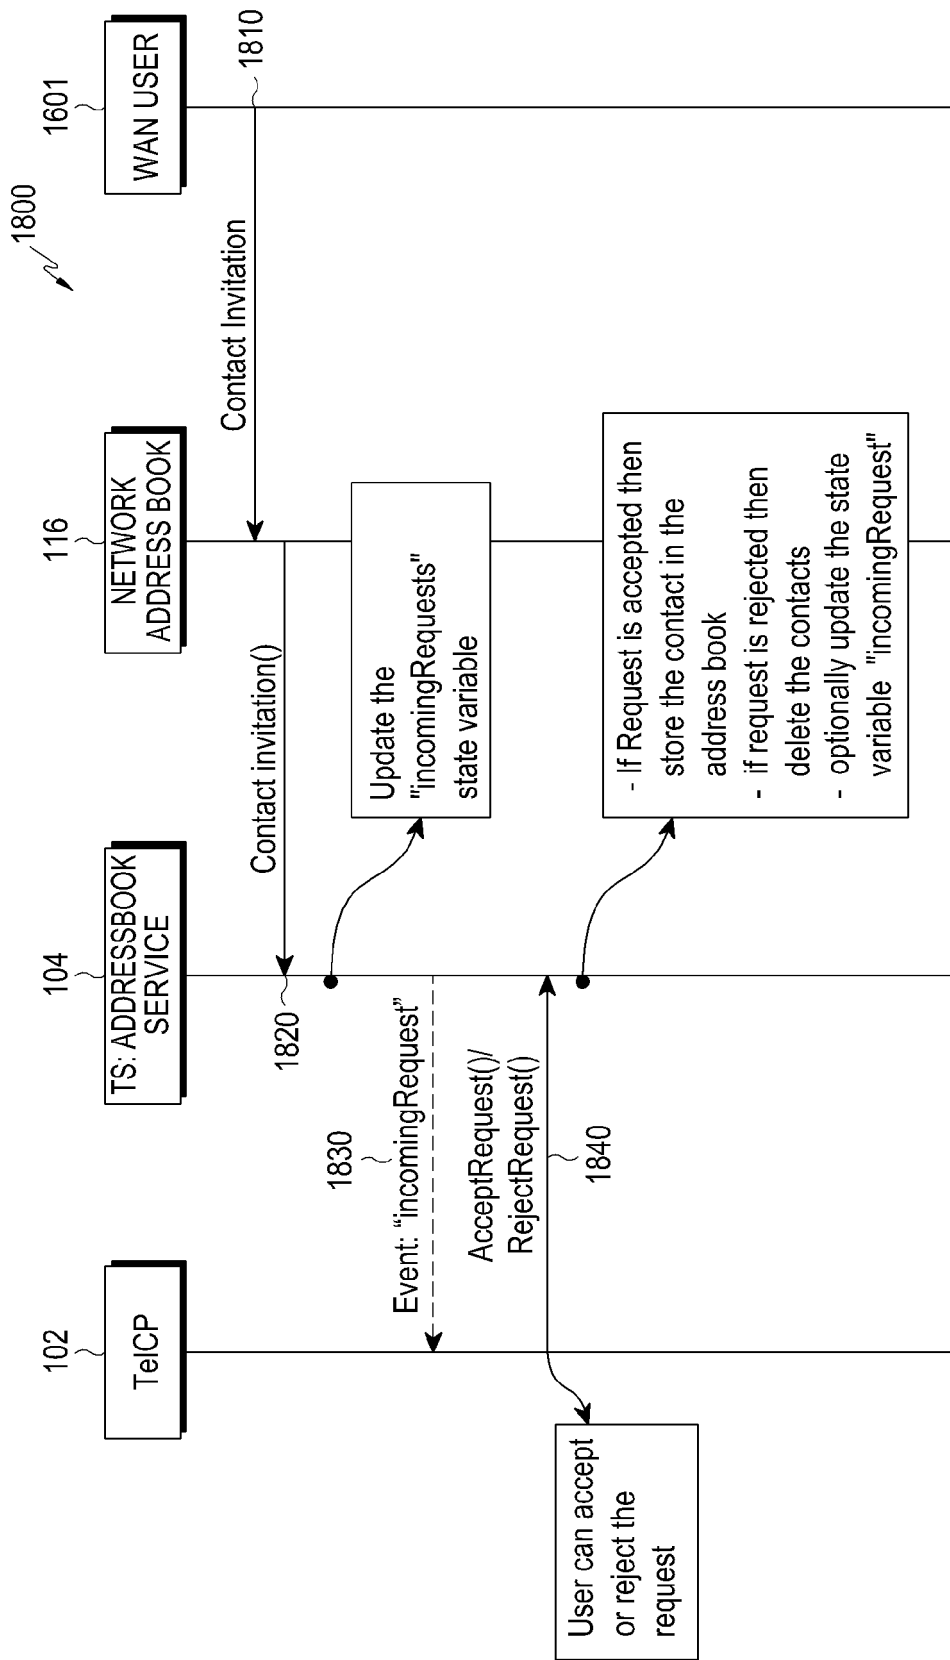 1800
102
104
116
1601
TelCP
TS: ADDRESSBOOK
SERVICE
NETWORK
ADDRESS BOOK
WAN USER
Contact Invitation
1810
Contact invitation()
1820
Update the
"incomingRequests"
state variable
1830
Event: “incomingRequest”
AcceptRequest()/
RejectRequest()
1840
User can accept
or reject the
request
- If Request is accepted then
store the contact in the
address book
- if request is rejected then
delete the contacts
- optionally update the state
variable "incomingRequest"